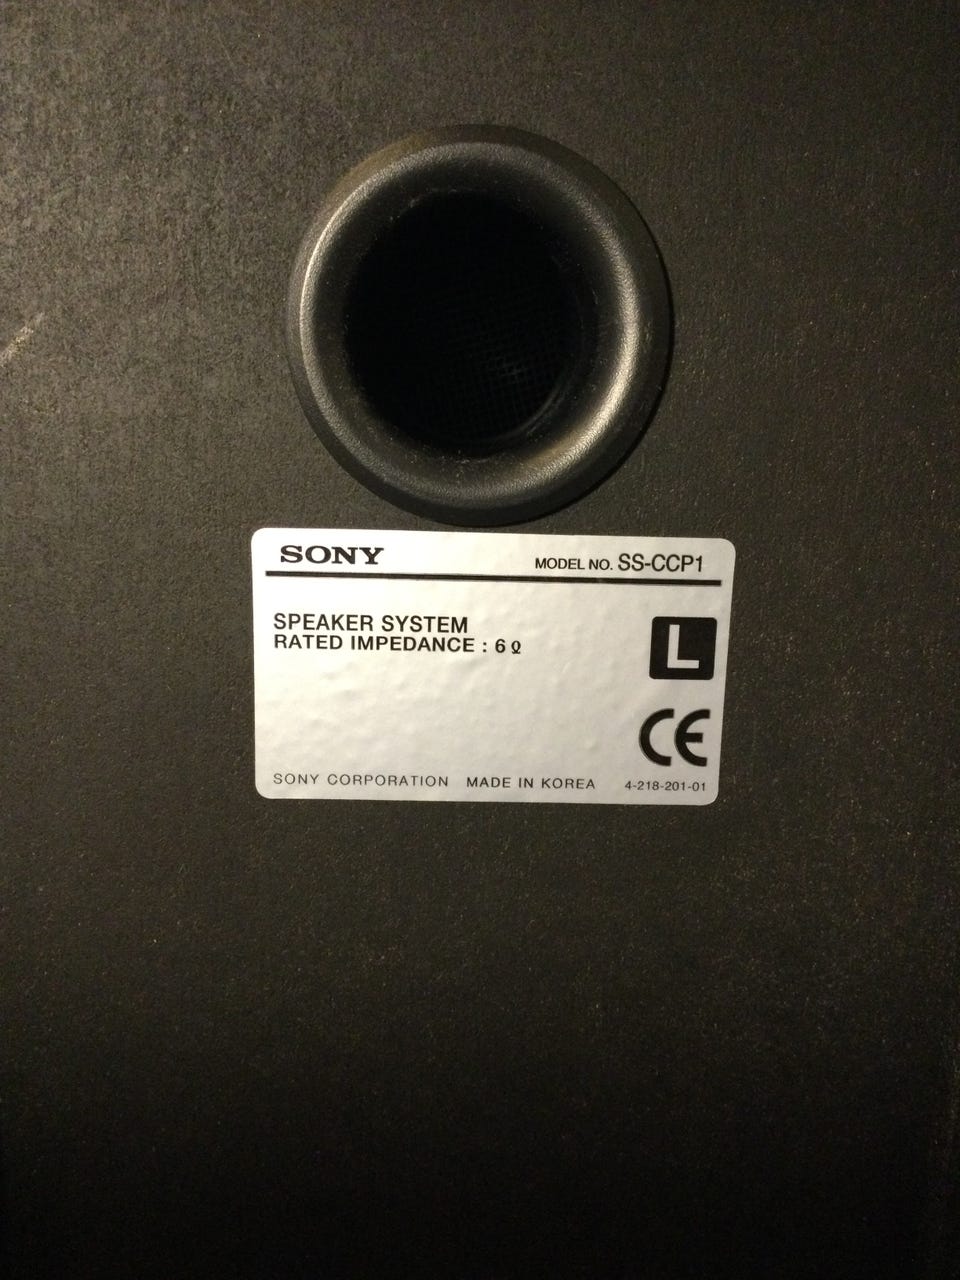 SONY MODEL NO. SS-CCP1
SPEAKER SYSTEM
RATED IMPEDANCE : 6 Ω
L
CE
SONY CORPORATION MADE IN KOREA 4-218-201-01